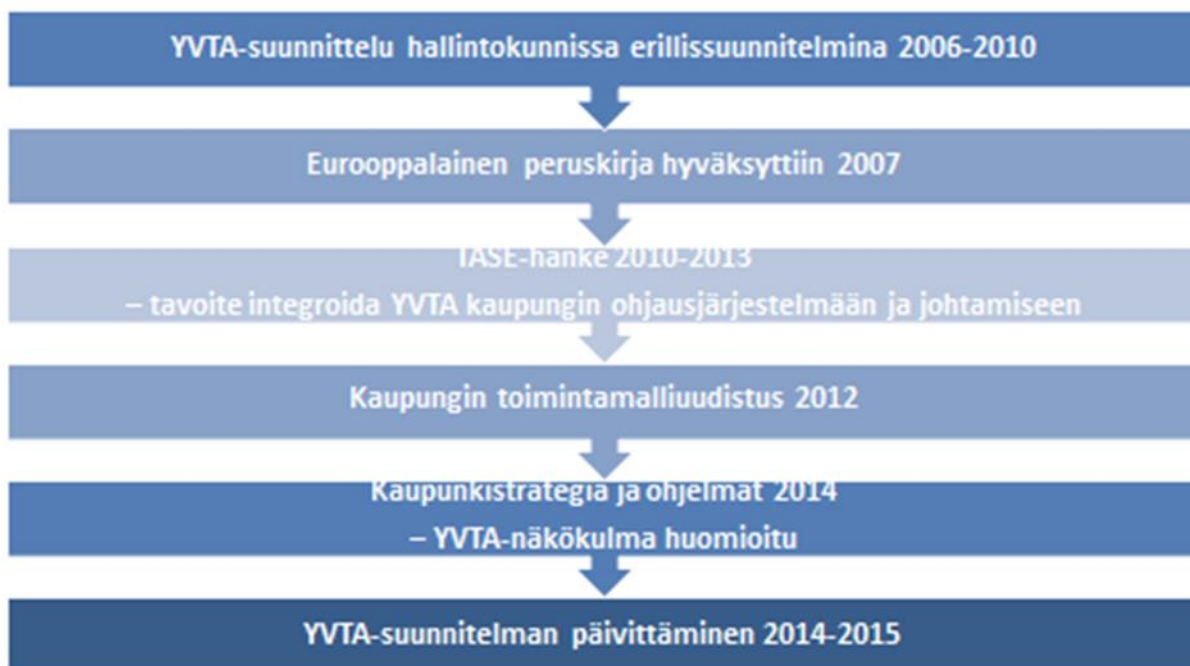 YVTA-suunnittelu hallintokunnissa erillissuunnitelmina 2006-2010
Eurooppalainen peruskirja hyväksyttiin 2007
TASE-hanke 2010-2013
– tavoite integroida YVTA kaupungin ohjausjärjestelmään ja johtamiseen
Kaupungin toimintamalliuudistus 2012
Kaupunkistrategia ja ohjelmat 2014
– YVTA-näkökulma huomioitu
YVTA-suunnitelman päivittäminen 2014-2015